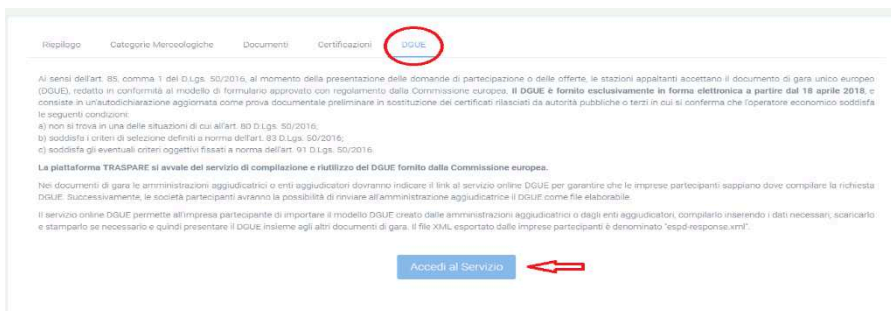 Riepilogo Categorie Merceologiche Documenti Certificazioni DGUE
Ai sensi dell'art. 85, comma 1 del D.Lgs. 50/2016, al momento della presentazione delle domande di partecipazione o delle offerte, le stazioni appaltanti accettano il documento di gara unico europeo
(DGUE), redatto in conformità al modello di formulario approvato con regolamento dalla Commissione europea. Il DGUE è fornito esclusivamente in forma elettronica a partire dal 18 aprile 2018, e
consiste in un'autodichiarazione aggiornata come prova documentale preliminare in sostituzione dei certificati rilasciati da autorità pubbliche o terzi in cui si conferma che l'operatore economico soddisfa
le seguenti condizioni:
a) non si trova in una delle situazioni di cui all'art. 80 D.Lgs. 50/2016;
b) soddisfa i criteri di selezione definiti a norma dell'art. 83 D.Lgs. 50/2016;
c) soddisfa gli eventuali criteri oggettivi fissati a norma dell'art. 91 D.Lgs. 50/2016.
La piattaforma TRASPARE si avvale del servizio di compilazione e riutilizzo del DGUE fornito dalla Commissione europea.
Nei documenti di gara le amministrazioni aggiudicatrici o enti aggiudicatori dovranno indicare il link al servizio online DGUE per garantire che le imprese partecipanti sappiano dove compilare la richiesta
DGUE. Successivamente, le società partecipanti avranno la possibilità di rinviare all'amministrazione aggiudicatrice il DGUE come file elaborabile.
Il servizio online DGUE permette all'impresa partecipante di importare il modello DGUE creato dalle amministrazioni aggiudicatrici o dagli enti aggiudicatori, compilarlo inserendo i dati necessari, scaricarlo
e stamparlo se necessario e quindi presentare il DGUE insieme agli altri documenti di gara. Il file XML esportato dalle imprese partecipanti è denominato "espd-response.xml".
Accedi al Servizio